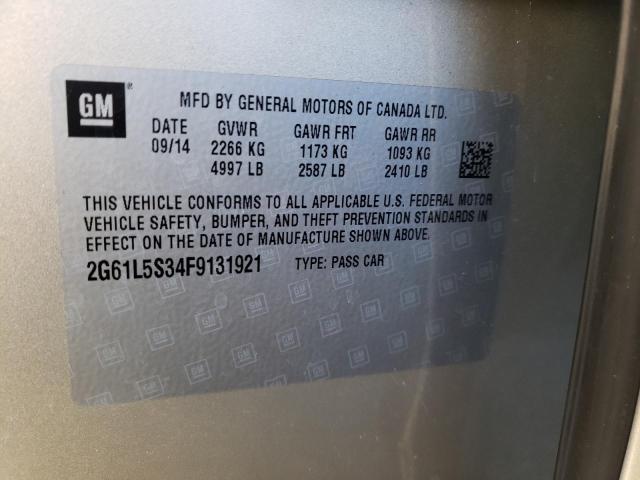 GM
MFD BY GENERAL MOTORS OF CANADA LTD.
DATE GVWR GAWR FRT GAWR RR
09/14 2266 KG 1173 KG 1093 KG
4997 LB 2587 LB 2410 LB
THIS VEHICLE CONFORMS TO ALL APPLICABLE U.S. FEDERAL MOTOR
VEHICLE SAFETY, BUMPER, AND THEFT PREVENTION STANDARDS IN
EFFECT ON THE DATE OF MANUFACTURE SHOWN ABOVE.
2G61L5S34F9131921 TYPE: PASS CAR